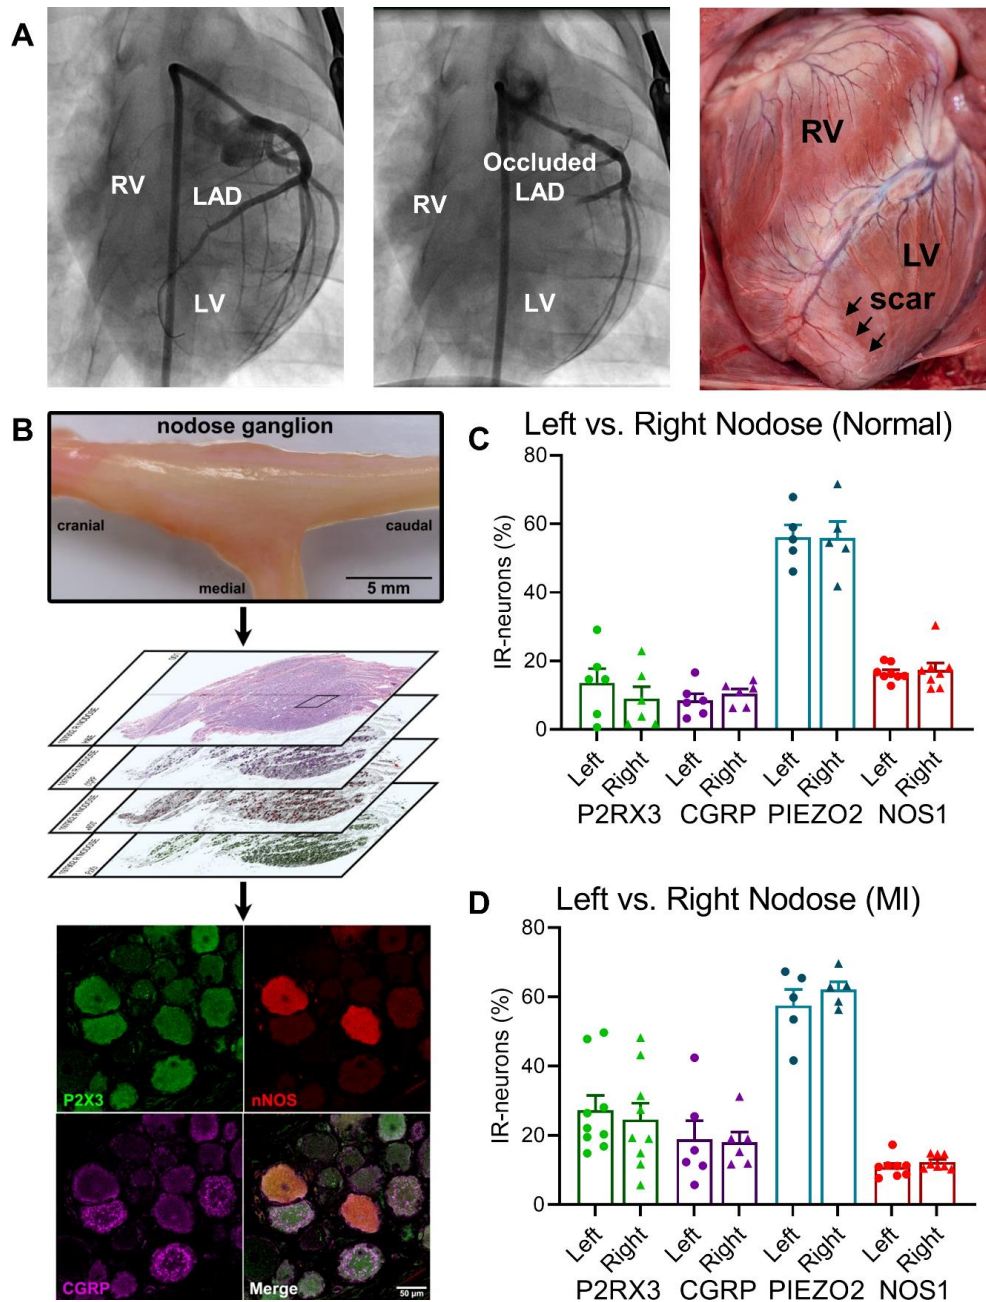 A
RV
LAD
LV
Occluded
LAD
RV
LV
RV
LV
scar
B
nodose ganglion
cranial
caudal
medial
5 mm
P2X3
nNOS
CGRP
Merge
50 µm
C
Left vs. Right Nodose (Normal)
IR-neurons (%)
80
60
40
20
0
Left
Right
Left
Right
Left
Right
Left
Right
P2RX3
CGRP
PIEZO2
NOS1
D
Left vs. Right Nodose (MI)
IR-neurons (%)
80
60
40
20
0
Left
Right
Left
Right
Left
Right
Left
Right
P2RX3
CGRP
PIEZO2
NOS1